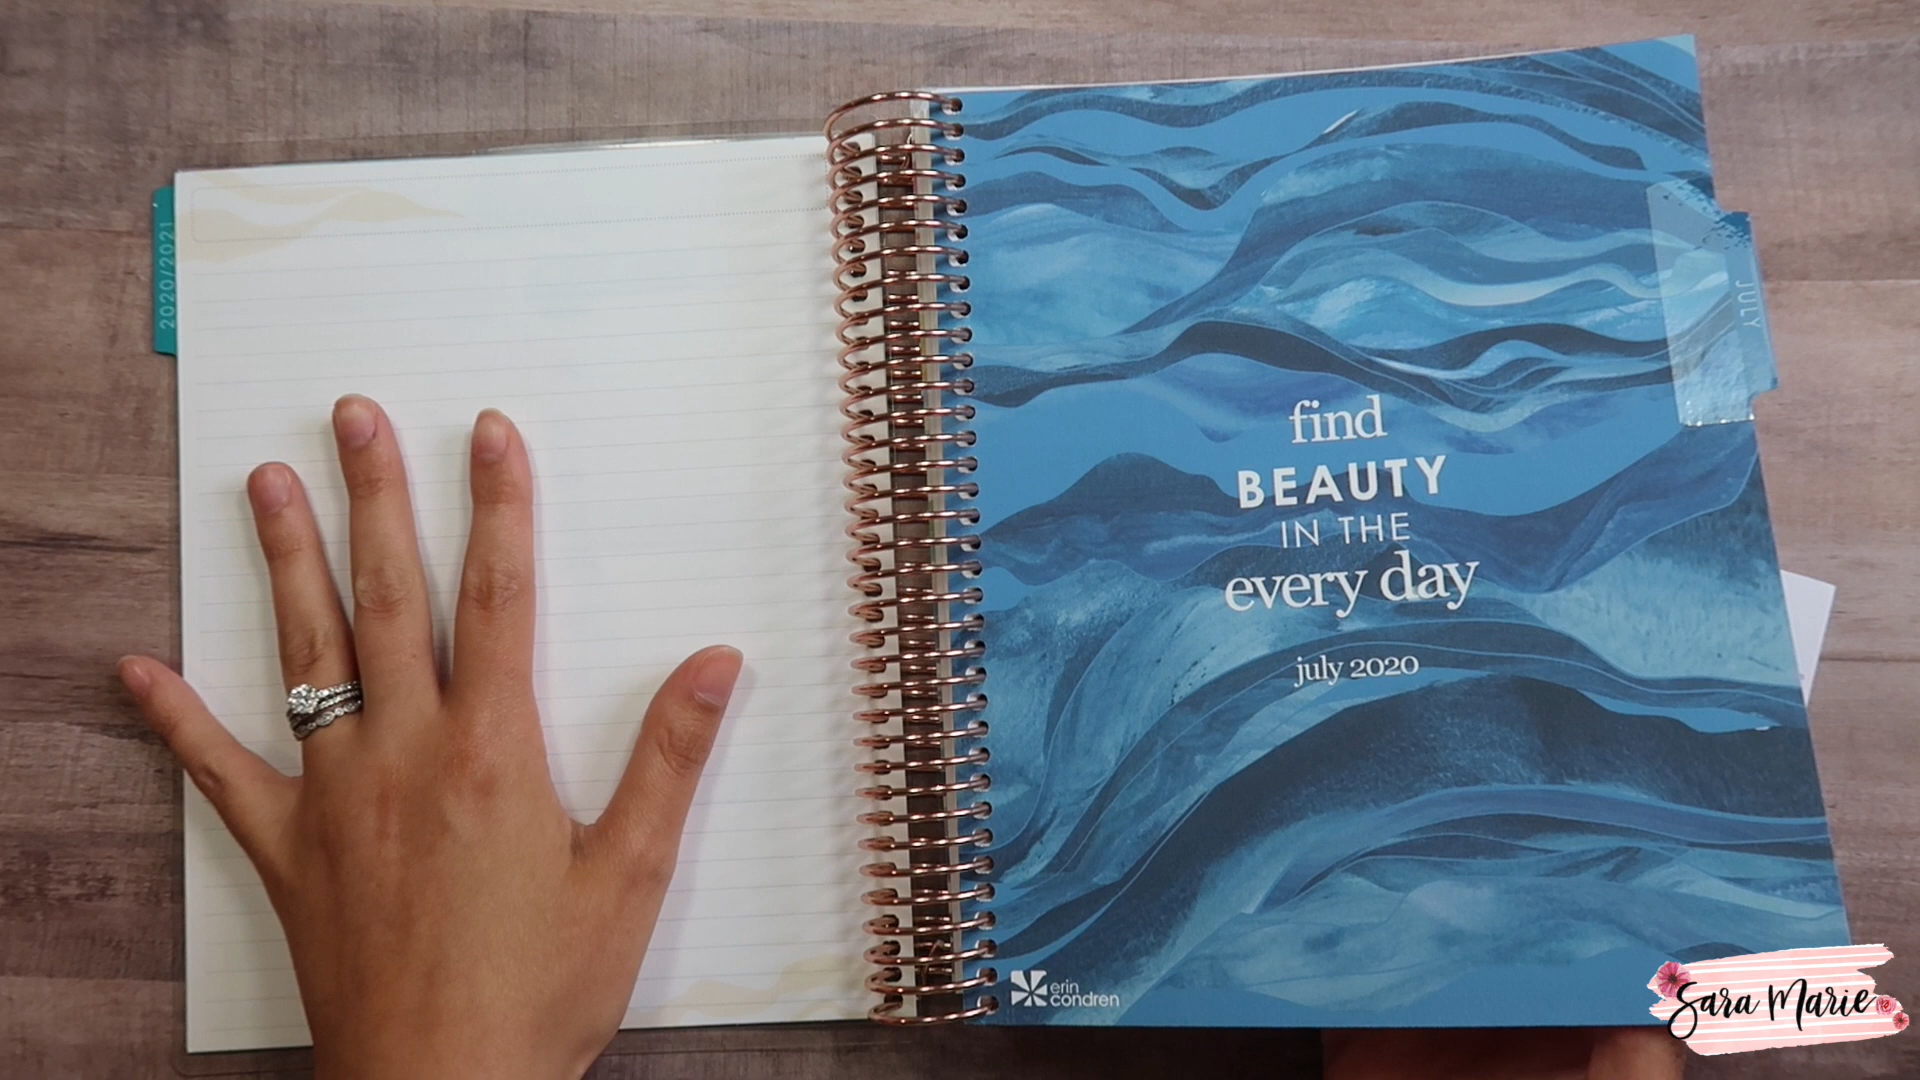 2020/2021
JULY
find
BEAUTY
IN THE
every day
july 2020
erin
condren
Sara Marie